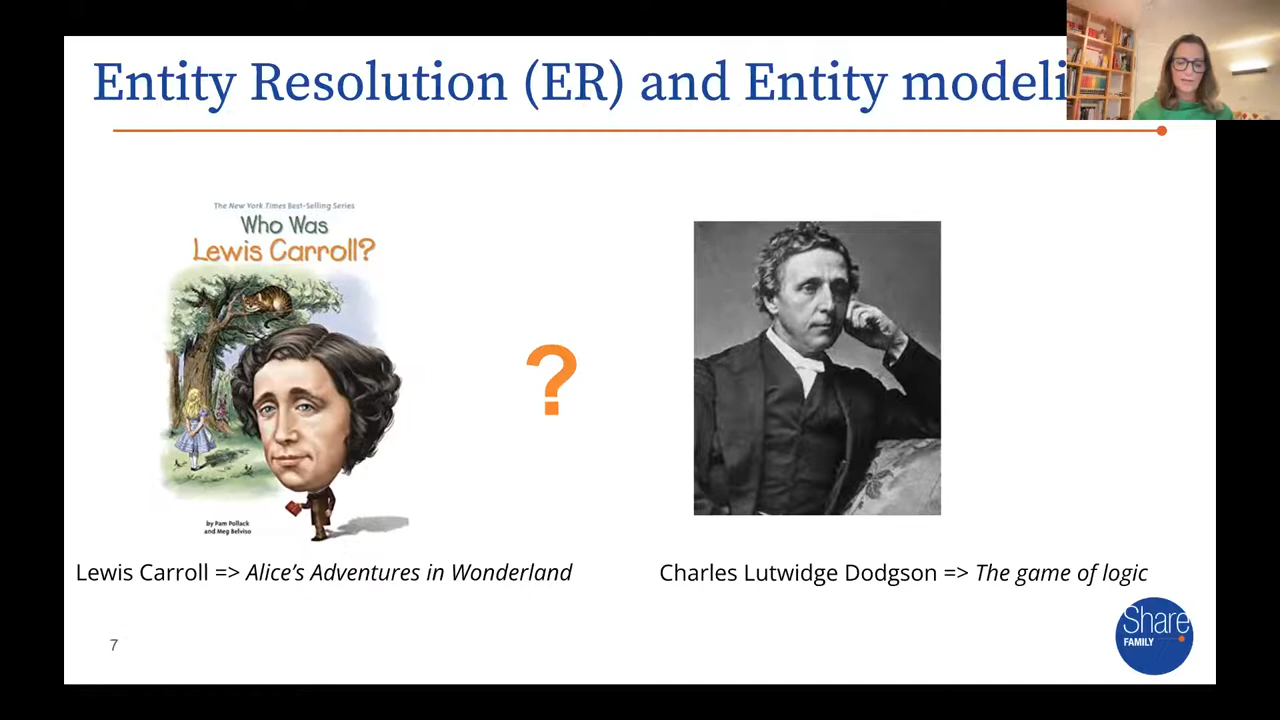 Entity Resolution (ER) and Entity modeli
The New York Times Best-Selling Series
Who Was
Lewis Carroll?
?
by Pam Pollack
and Meg Belviso
Lewis Carroll => Alice's Adventures in Wonderland
Charles Lutwidge Dodgson => The game of logic
7
Share
FAMILY